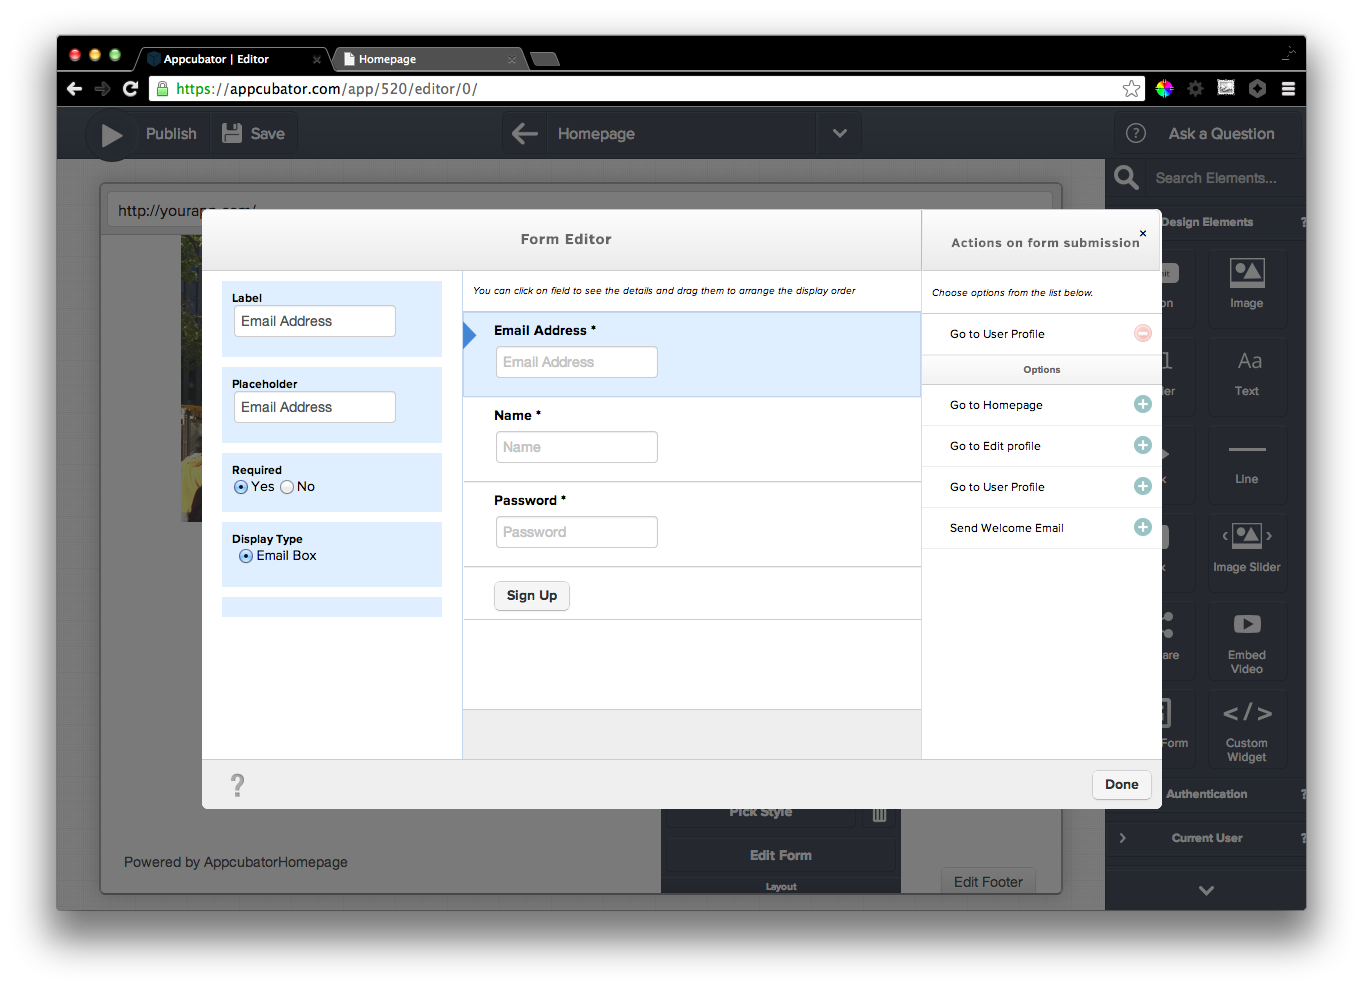 Appcubator | Editor
Homepage
https://appcubator.com/app/520/editor/0/
Publish
Save
Homepage
Ask a Question
Search Elements...
http://yourapp.com/
Form Editor
Actions on form submission
Design Elements
Label
Email Address
Placeholder
Email Address
Required
Yes
No
Display Type
Email Box
You can click on field to see the details and drag them to arrange the display order
Email Address *
Email Address
Name *
Name
Password *
Password
Sign Up
Choose options from the list below.
Go to User Profile
Options
Go to Homepage
Go to Edit profile
Go to User Profile
Send Welcome Email
Image
Aa
Text
Line
Image Slider
Embed
Video
Form
</>
Custom
Widget
?
Done
Pick Style
Authentication
Current User
Edit Form
Layout
Powered by AppcubatorHomepage
Edit Footer